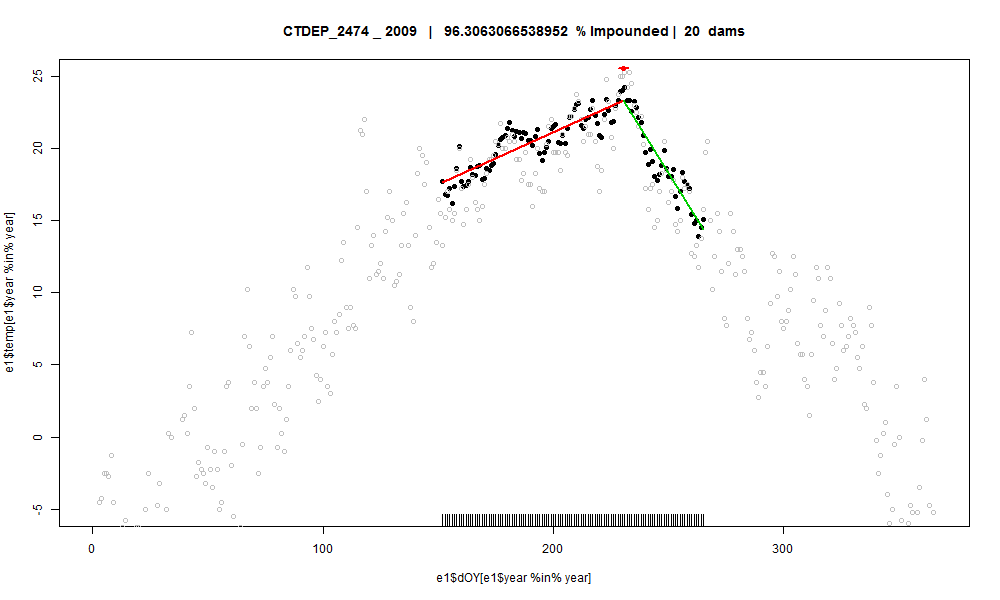 CTDEP_2474 _ 2009 | 96.3063066538952 % Impounded | 20 dams
25
20
15
10
5
0
-5
e1$temp[e1$year %in% year]
0 100 200 300
e1$dOY[e1$year %in% year]